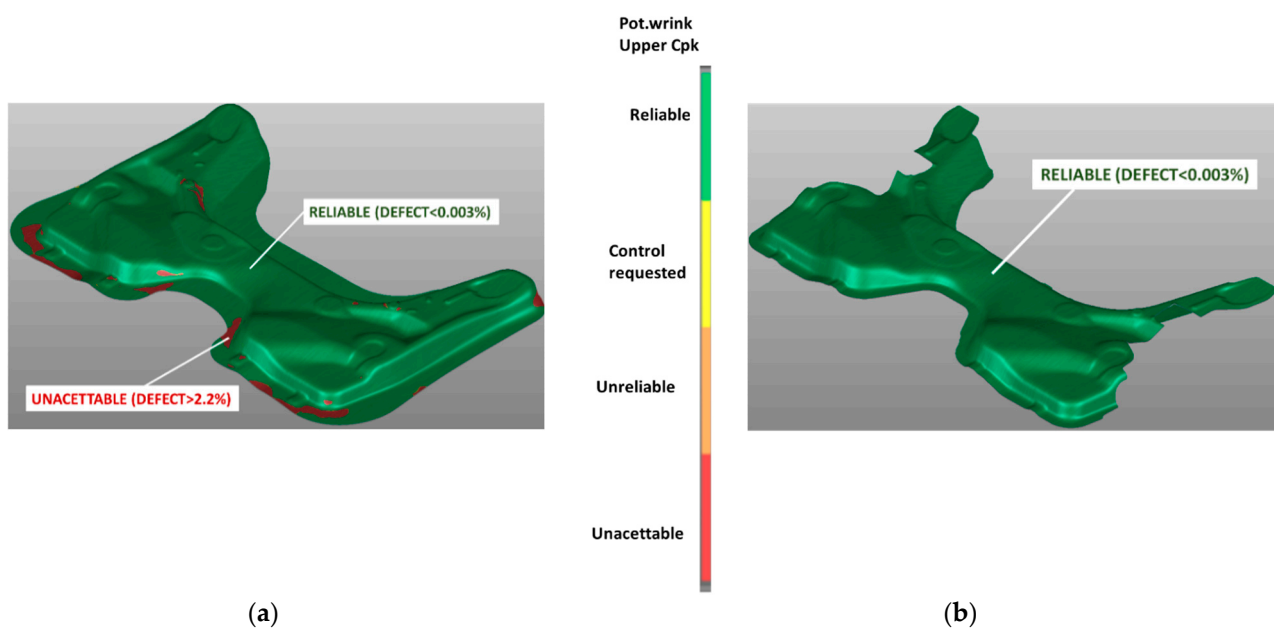 Pot.wrink
Upper Cpk
Reliable
Control
requested
Unreliable
Unacettable
RELIABLE (DEFECT<0.003%)
UNACETTABLE (DEFECT>2.2%)
RELIABLE (DEFECT<0.003%)
(a)
(b)